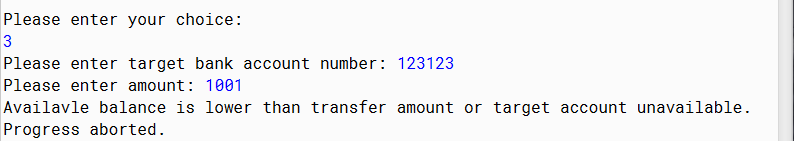 Please enter your choice:
3
Please enter target bank account number: 123123
Please enter amount: 1001
Availavle balance is lower than transfer amount or target account unavailable.
Progress aborted.